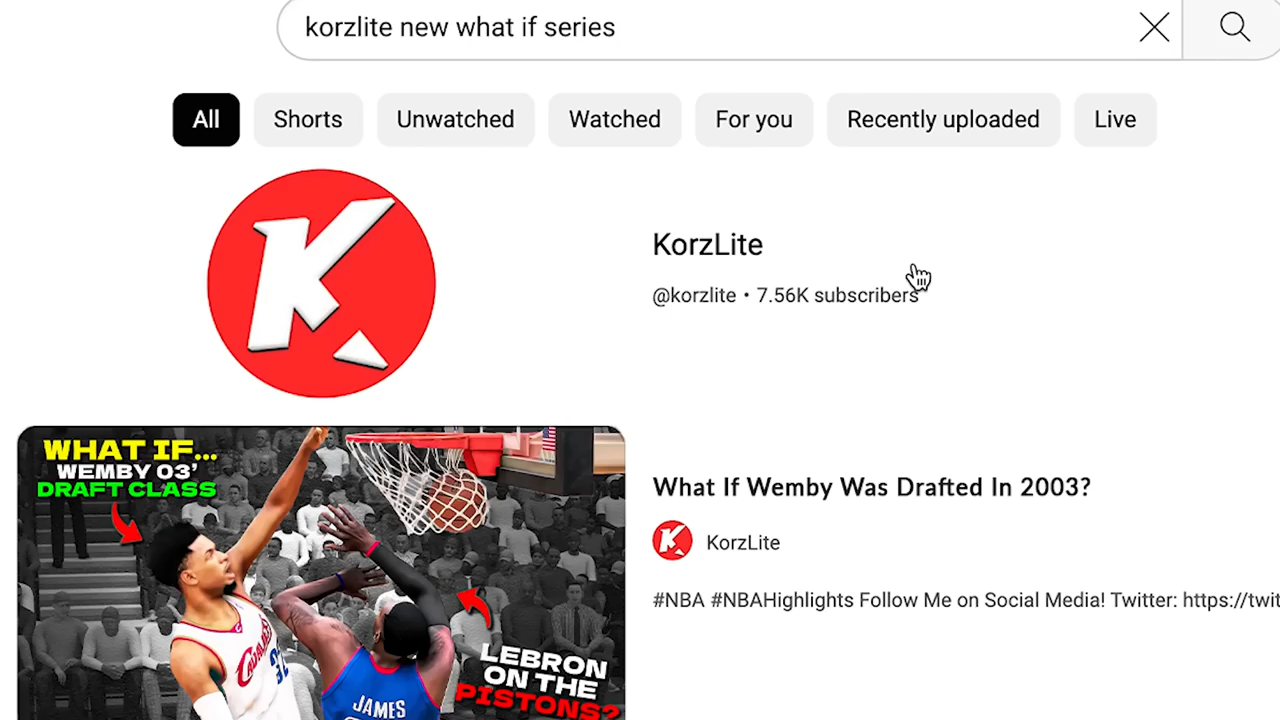 korzlite new what if series
All
Shorts
Unwatched
Watched
For you
Recently uploaded
Live
K
KorzLite
@korzlite • 7.56K subscribers
WHAT IF...
WEMBY 03'
DRAFT CLASS
CAVALIERS
32
JAMES
LEBRON
ON THE
PISTONS?
What If Wemby Was Drafted In 2003?
K
KorzLite
#NBA #NBAHighlights Follow Me on Social Media! Twitter: https://twit